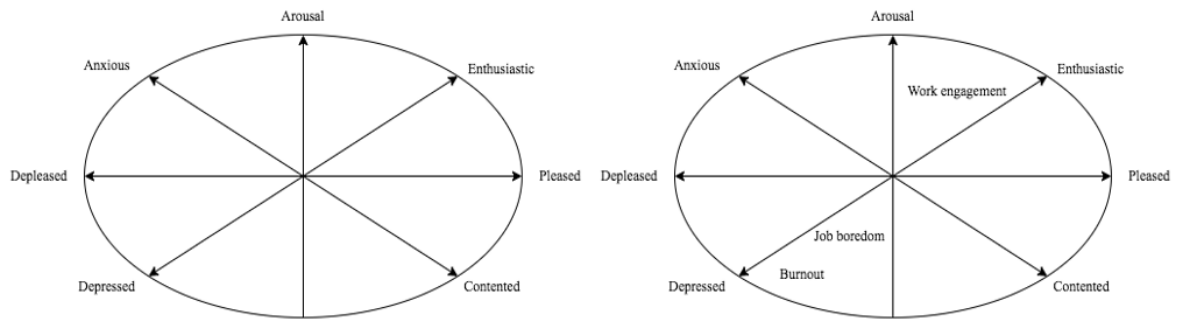 Arousal
Anxious
Enthusiastic
Depleased
Pleased
Depressed
Contented
Arousal
Anxious
Enthusiastic
Work engagement
Depleased
Pleased
Job boredom
Burnout
Depressed
Contented